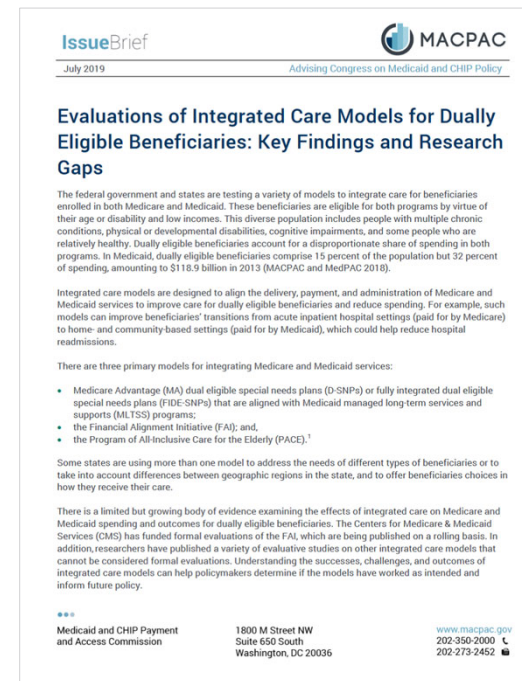 IssueBrief
MACPAC
July 2019
Advising Congress on Medicaid and CHIP Policy
Evaluations of Integrated Care Models for Dually
Eligible Beneficiaries: Key Findings and Research
Gaps
The federal government and states are testing a variety of models to integrate care for beneficiaries
enrolled in both Medicare and Medicaid. These beneficiaries are eligible for both programs by virtue of
their age or disability and low incomes. This diverse population includes people with multiple chronic
conditions, physical or developmental disabilities, cognitive impairments, and some people who are
relatively healthy. Dually eligible beneficiaries account for a disproportionate share of spending in both
programs. In Medicaid, dually eligible beneficiaries comprise 15 percent of the population but 32 percent
of spending, amounting to $118.9 billion in 2013 (MACPAC and MedPAC 2018).
Integrated care models are designed to align the delivery, payment, and administration of Medicare and
Medicaid services to improve care for dually eligible beneficiaries and reduce spending. For example, such
models can improve beneficiaries' transitions from acute inpatient hospital settings (paid for by Medicare)
to home- and community-based settings (paid for by Medicaid), which could help reduce hospital
readmissions.
There are three primary models for integrating Medicare and Medicaid services:
• Medicare Advantage (MA) dual eligible special needs plans (D-SNPs) or fully integrated dual eligible
special needs plans (FIDE-SNPs) that are aligned with Medicaid managed long-term services and
supports (MLTSS) programs;
• the Financial Alignment Initiative (FAI); and,
• the Program of All-Inclusive Care for the Elderly (PACE).1
Some states are using more than one model to address the needs of different types of beneficiaries or to
take into account differences between geographic regions in the state, and to offer beneficiaries choices in
how they receive their care.
There is a limited but growing body of evidence examining the effects of integrated care on Medicare and
Medicaid spending and outcomes for dually eligible beneficiaries. The Centers for Medicare & Medicaid
Services (CMS) has funded formal evaluations of the FAI, which are being published on a rolling basis. In
addition, researchers have published a variety of evaluative studies on other integrated care models that
cannot be considered formal evaluations. Understanding the successes, challenges, and outcomes of
integrated care models can help policymakers determine if the models have worked as intended and
inform future policy.
Medicaid and CHIP Payment
and Access Commission
1800 M Street NW
Suite 650 South
Washington, DC 20036
www.macpac.gov
202-350-2000
202-273-2452